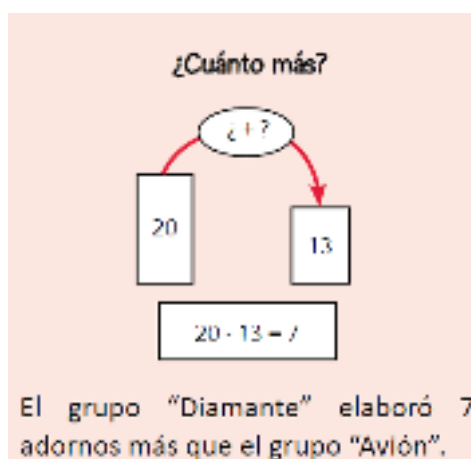 ¿Cuánto más?
¿ + ?
20
13
20 - 13 = 7
El grupo “Diamante” elaboró 7
adornos más que el grupo “Avión”.